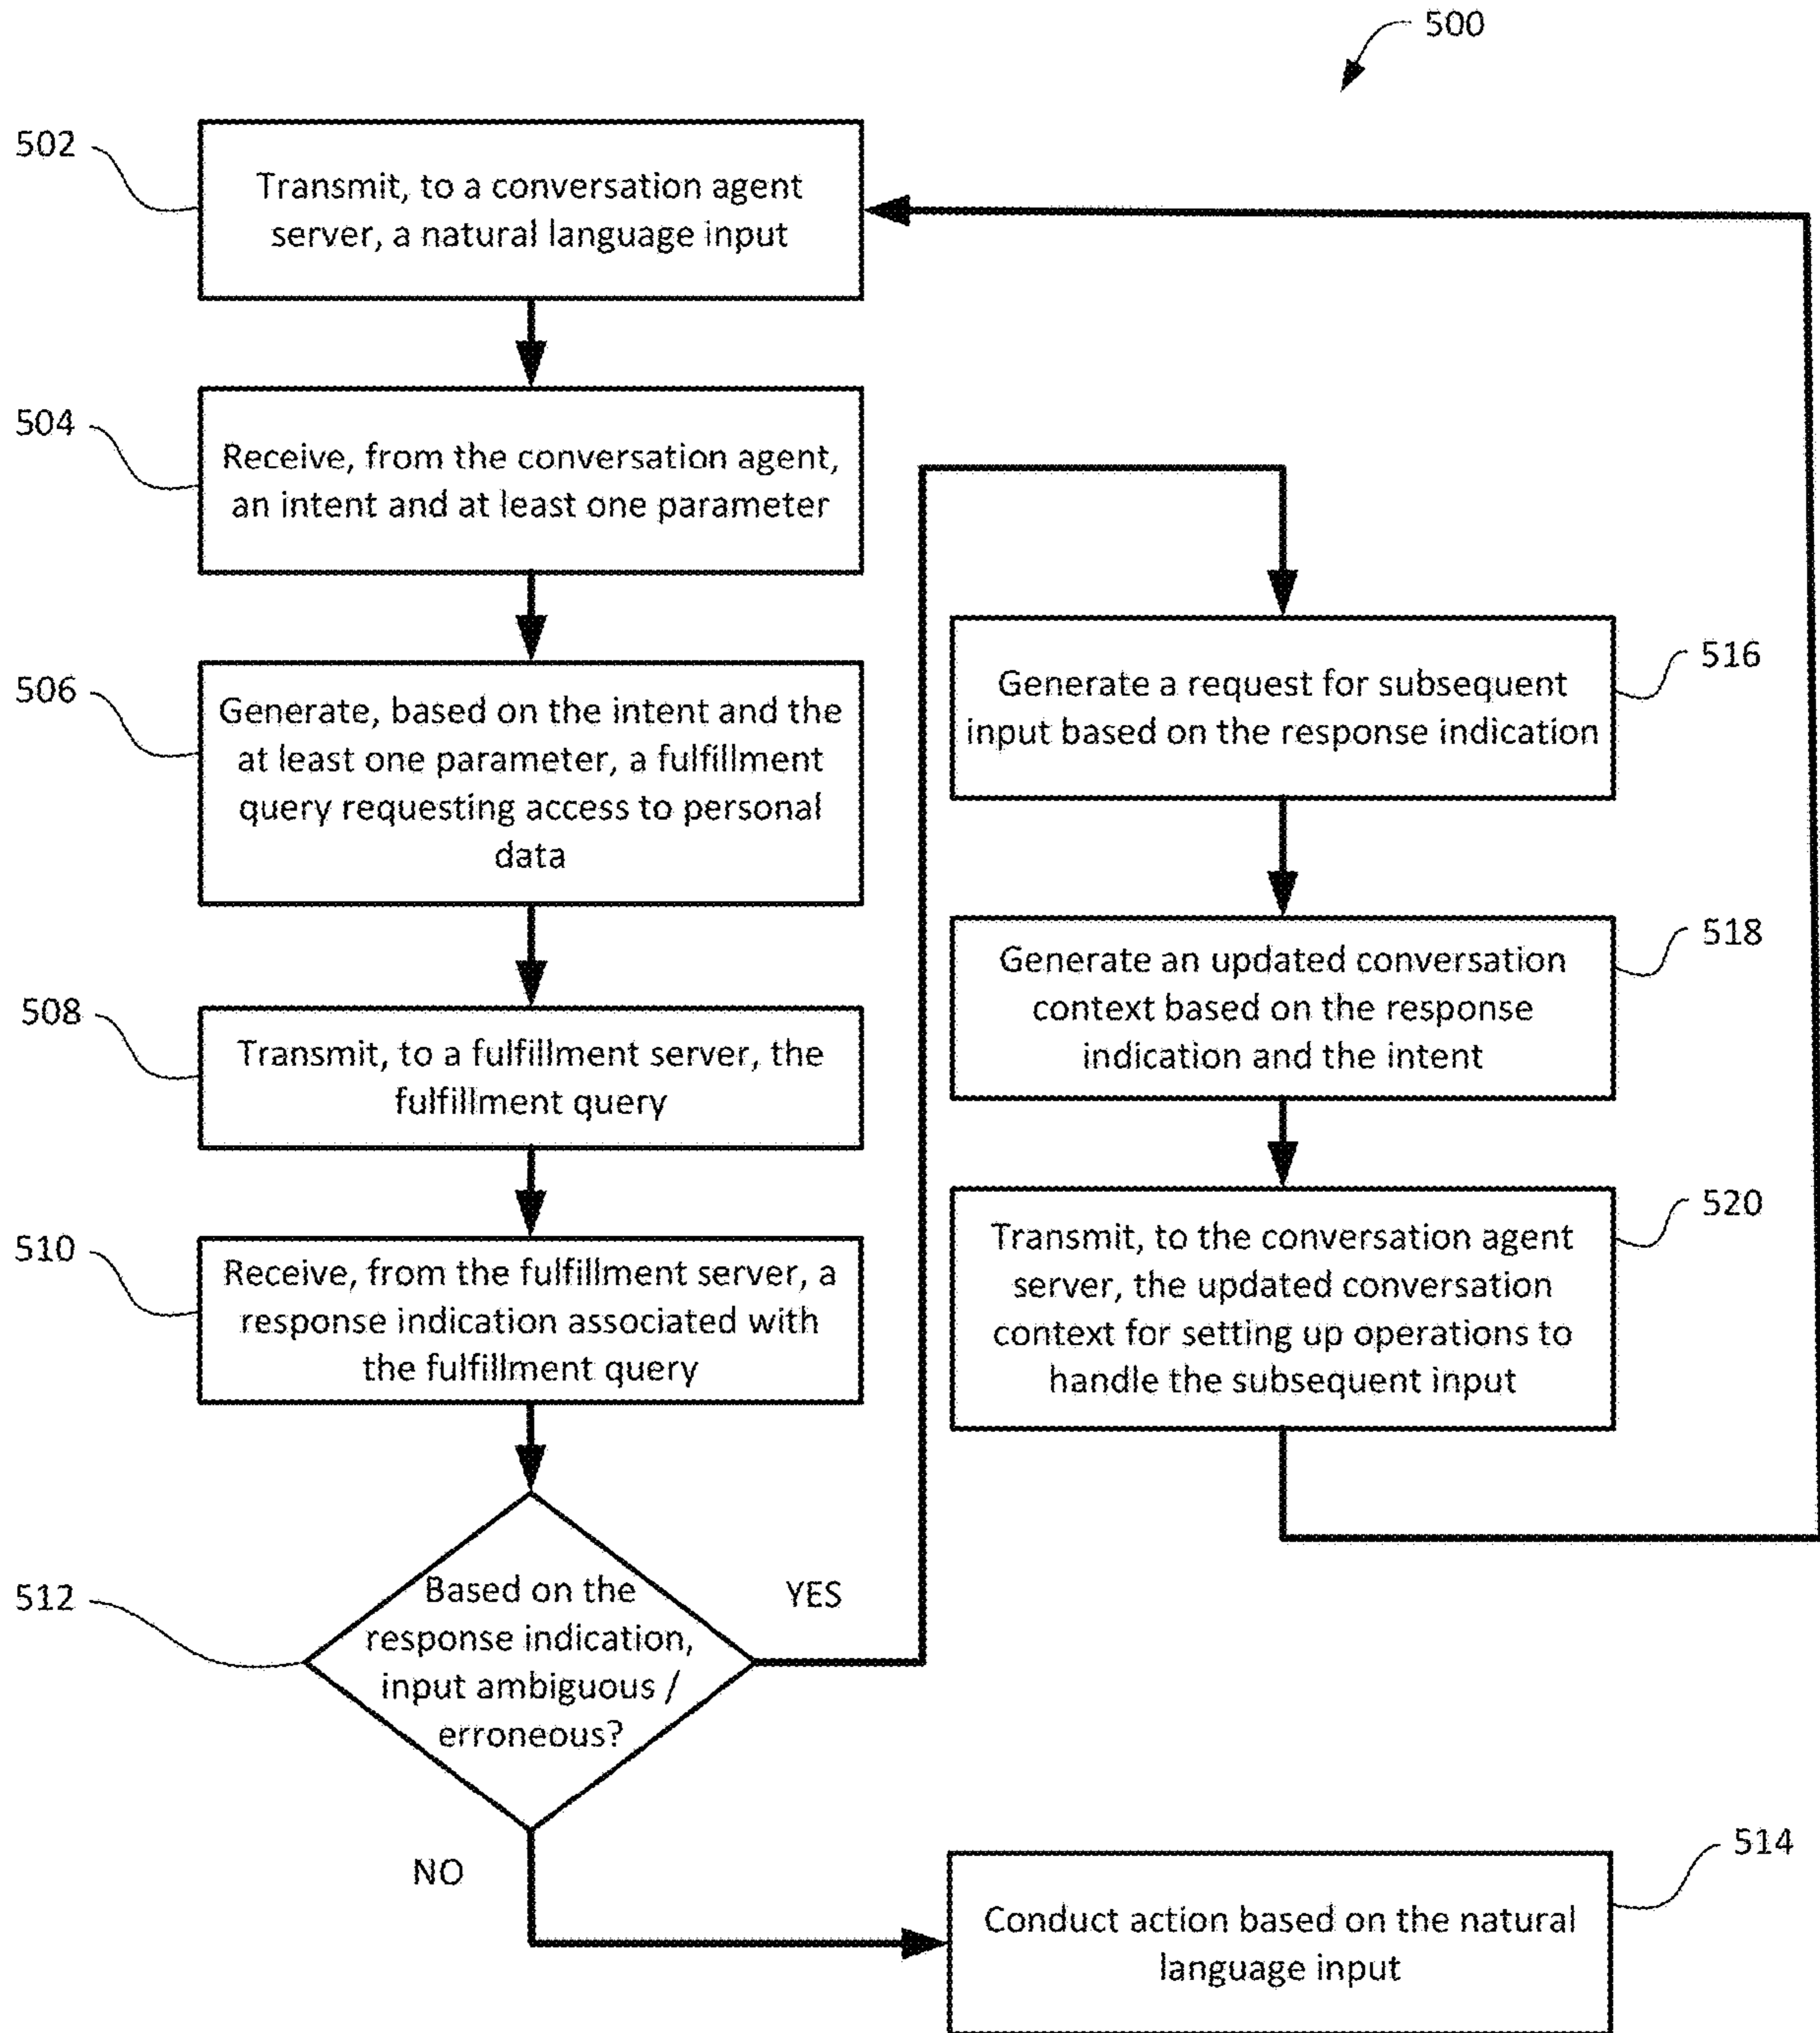 500
502
Transmit, to a conversation agent
server, a natural language input
504
Receive, from the conversation agent,
an intent and at least one parameter
506
Generate, based on the intent and the
at least one parameter, a fulfillment
query requesting access to personal
data
508
Transmit, to a fulfillment server, the
fulfillment query
510
Receive, from the fulfillment server, a
response indication associated with
the fulfillment query
512
Based on the
response indication,
input ambiguous /
erroneous?
YES
NO
516
Generate a request for subsequent
input based on the response indication
518
Generate an updated conversation
context based on the response
indication and the intent
520
Transmit, to the conversation agent
server, the updated conversation
context for setting up operations to
handle the subsequent input
514
Conduct action based on the natural
language input